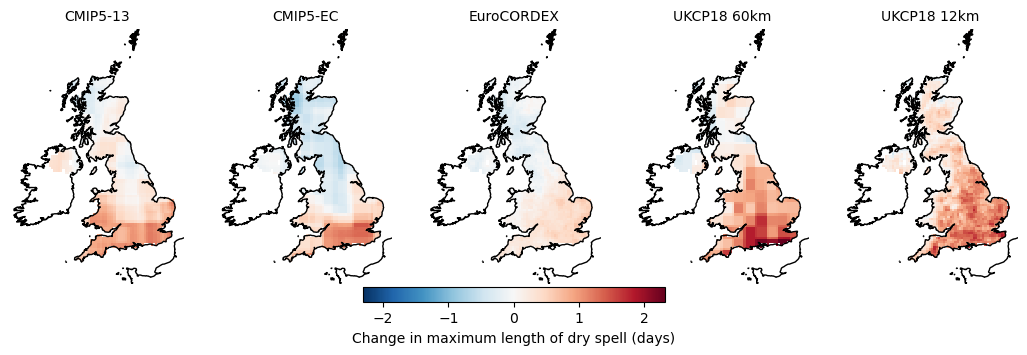 CMIP5-13 CMIP5-EC EuroCORDEX UKCP18 60km UKCP18 12km
−2 −1 0 1 2
Change in maximum length of dry spell (days)